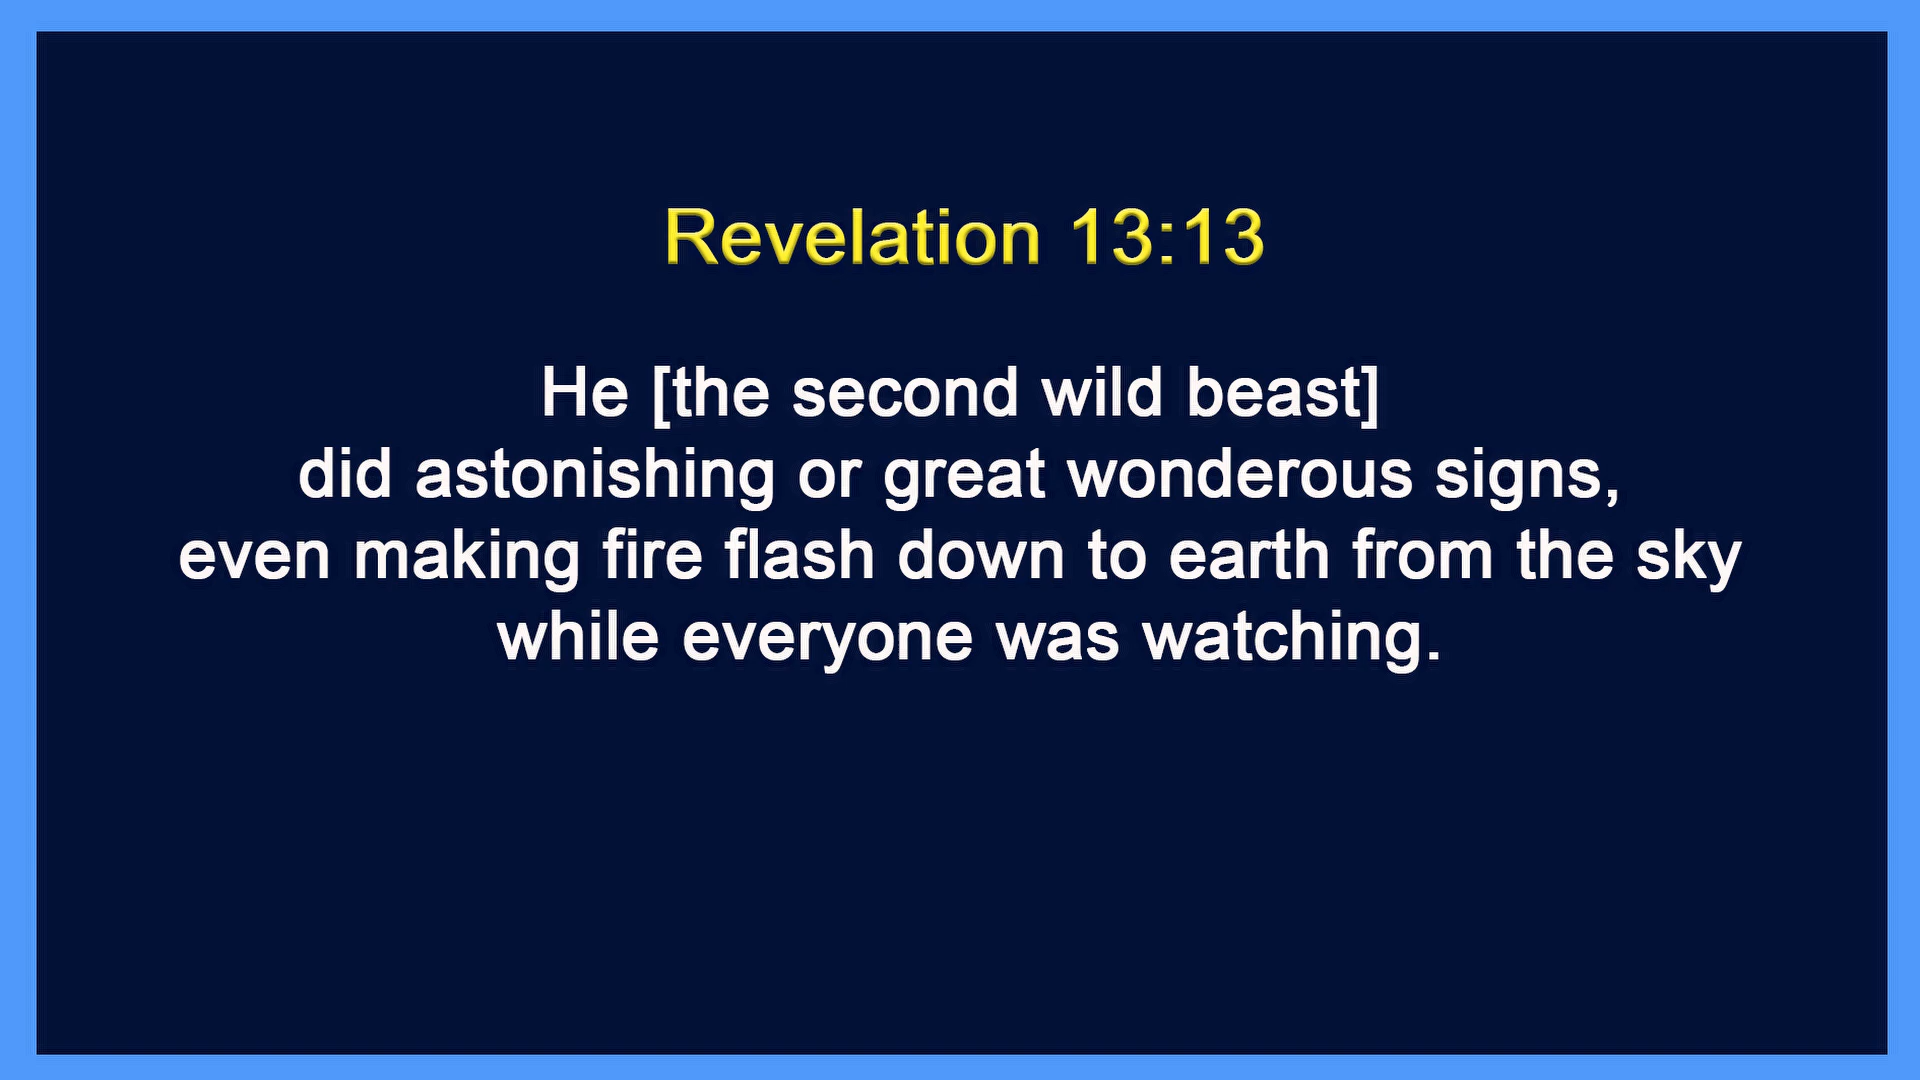 Revelation 13:13
He [the second wild beast]
did astonishing or great wonderous signs,
even making fire flash down to earth from the sky
while everyone was watching.